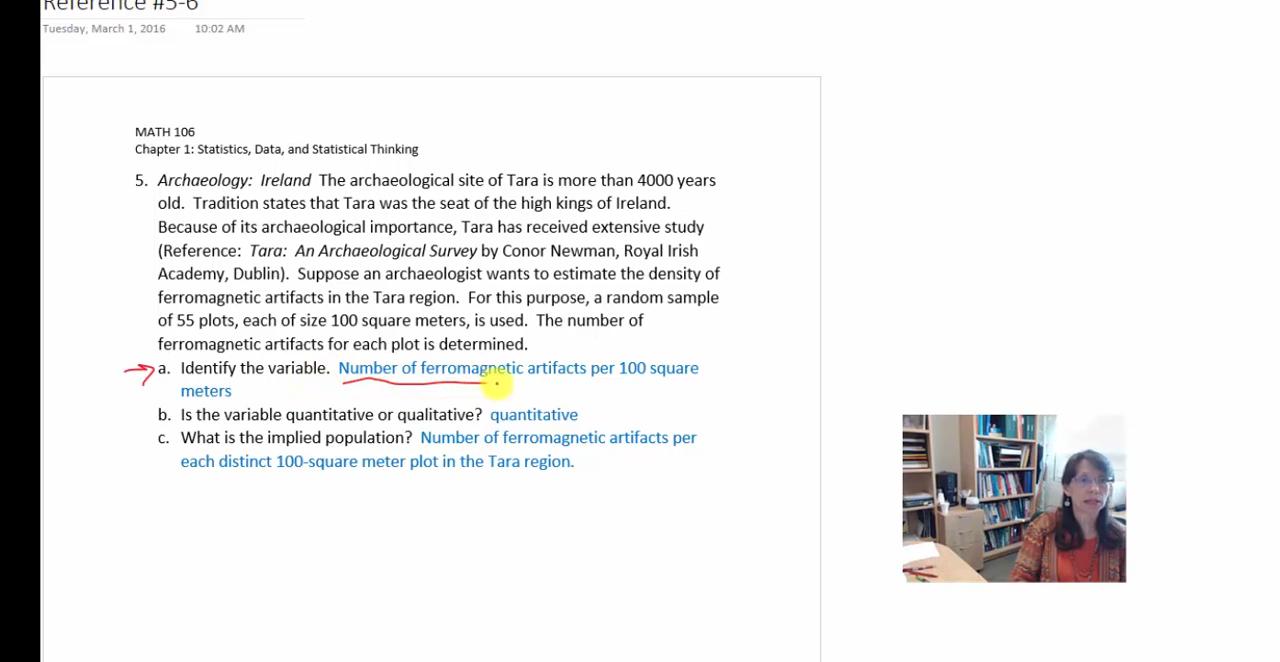 Reference #5-6
Tuesday, March 1, 2016 10:02 AM
MATH 106
Chapter 1: Statistics, Data, and Statistical Thinking
5. Archaeology: Ireland The archaeological site of Tara is more than 4000 years
old. Tradition states that Tara was the seat of the high kings of Ireland.
Because of its archaeological importance, Tara has received extensive study
(Reference: Tara: An Archaeological Survey by Conor Newman, Royal Irish
Academy, Dublin). Suppose an archaeologist wants to estimate the density of
ferromagnetic artifacts in the Tara region. For this purpose, a random sample
of 55 plots, each of size 100 square meters, is used. The number of
ferromagnetic artifacts for each plot is determined.
a. Identify the variable. Number of ferromagnetic artifacts per 100 square
meters
b. Is the variable quantitative or qualitative? quantitative
c. What is the implied population? Number of ferromagnetic artifacts per
each distinct 100-square meter plot in the Tara region.